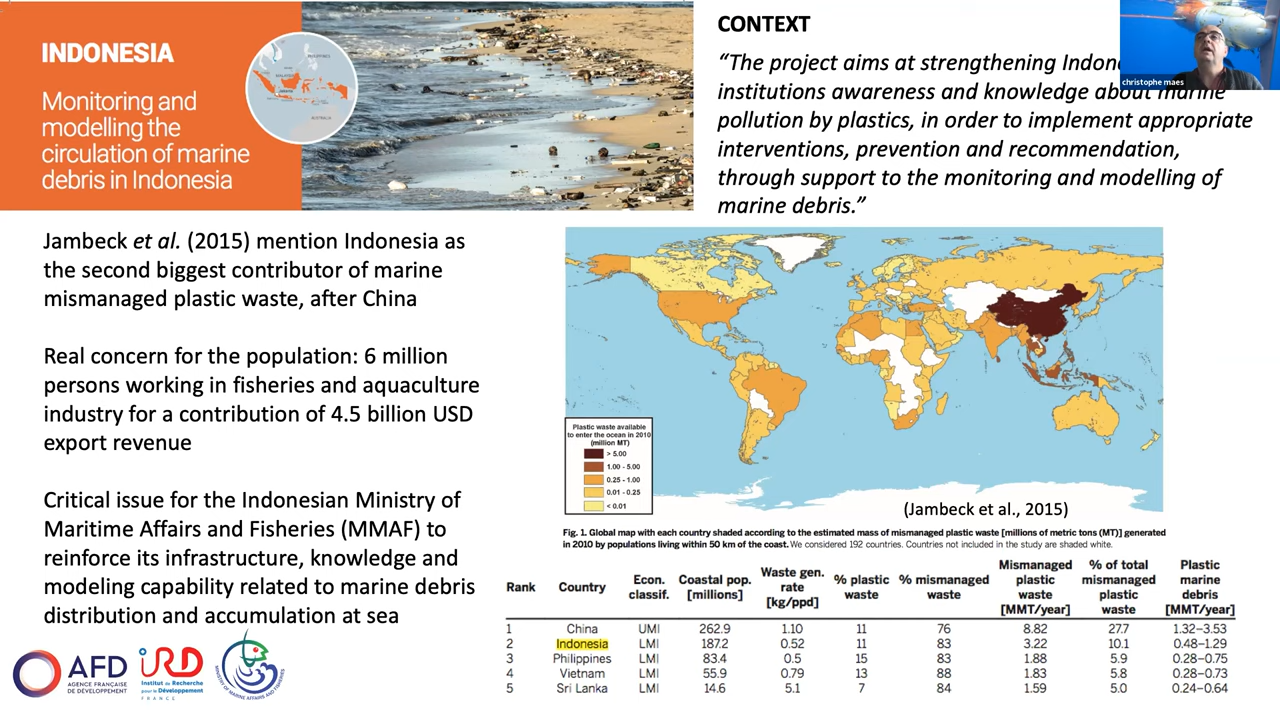 INDONESIA
Monitoring and
modelling the
circulation of marine
debris in Indonesia
CONTEXT
“The project aims at strengthening
institutions awareness and knowledge about marine
pollution by plastics, in order to implement appropriate
interventions, prevention and recommendation,
through support to the monitoring and modelling of
marine debris.”
christophe maes
Jambeck et al. (2015) mention Indonesia as
the second biggest contributor of marine
mismanaged plastic waste, after China
Real concern for the population: 6 million
persons working in fisheries and aquaculture
industry for a contribution of 4.5 billion USD
export revenue
Critical issue for the Indonesian Ministry of
Maritime Affairs and Fisheries (MMAF) to
reinforce its infrastructure, knowledge and
modeling capability related to marine debris
distribution and accumulation at sea
Plastic waste available
to enter the ocean in 2010
(million MT)
> 5.00
1.00 - 5.00
0.25 - 1.00
0.01 - 0.25
< 0.01
(Jambeck et al., 2015)
Fig. 1. Global map with each country shaded according to the estimated mass of mismanaged plastic waste [millions of metric tons (MT)] generated
in 2010 by populations living within 50 km of the coast. We considered 192 countries. Countries not included in the study are shaded white.
Rank Country Econ. classif. Coastal pop. [millions] Waste gen. rate [kg/ppd] % plastic waste % mismanaged waste Mismanaged plastic waste [MMT/year] % of total mismanaged plastic waste Plastic marine debris [MMT/year]
1 China UMI 262.9 1.10 11 76 8.82 27.7 1.32–3.53
2 Indonesia LMI 187.2 0.52 11 83 3.22 10.1 0.48–1.29
3 Philippines LMI 83.4 0.5 15 83 1.88 5.9 0.28–0.75
4 Vietnam LMI 55.9 0.79 13 88 1.83 5.8 0.28–0.73
5 Sri Lanka LMI 14.6 5.1 7 84 1.59 5.0 0.24–0.64
AFD
AGENCE FRANÇAISE
DE DÉVELOPPEMENT
iRD
Institut de Recherche
pour le Développement
FRANCE
MINISTRY OF MARINE AFFAIRS AND FISHERIES